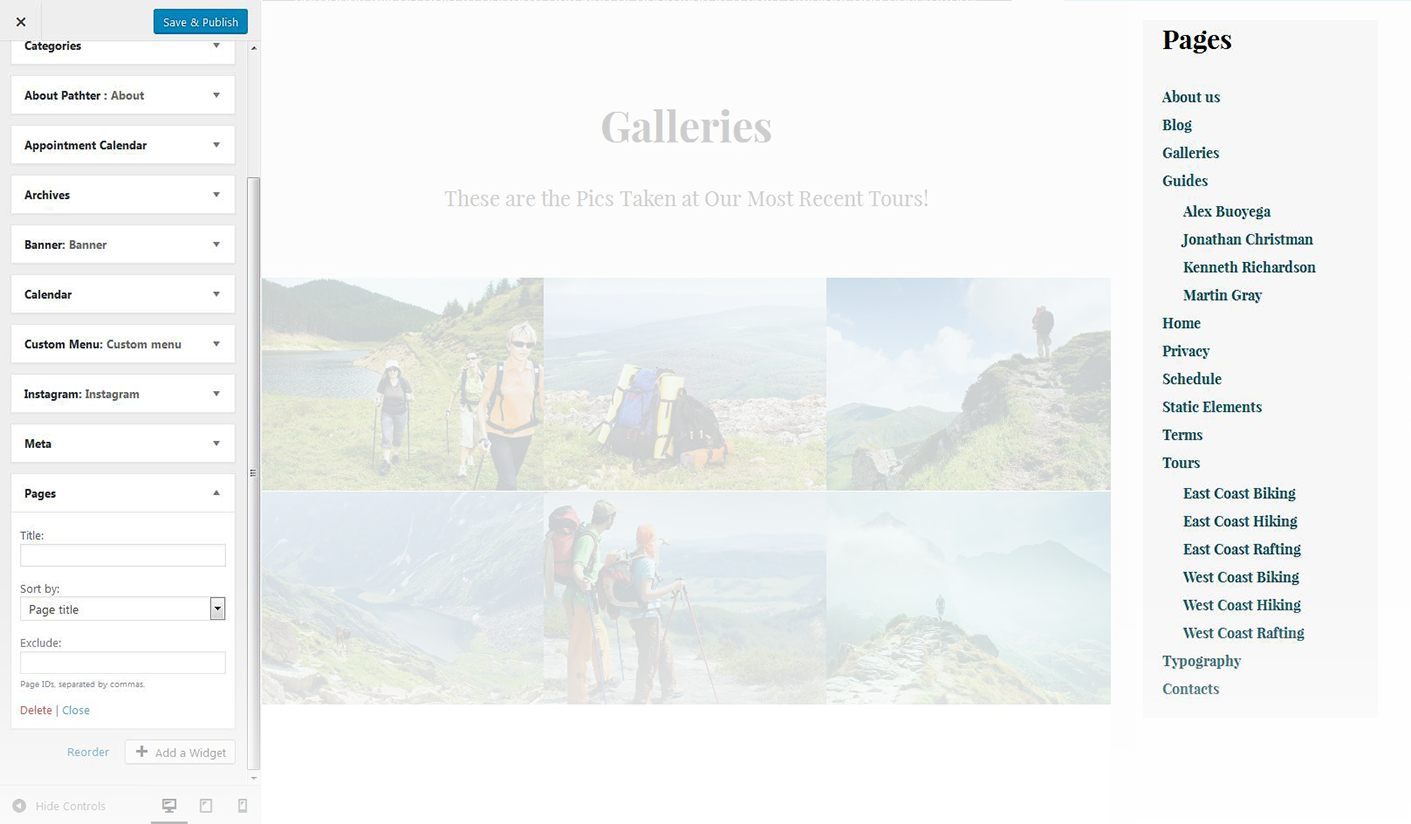 Save & Publish
Categories
About Pathter : About
Appointment Calendar
Archives
Banner: Banner
Calendar
Custom Menu: Custom menu
Instagram: Instagram
Meta
Pages
Title:
Sort by:
Page title
Exclude:
Page IDs, separated by commas.
Delete | Close
Reorder
Add a Widget
Hide Controls
Galleries
These are the Pics Taken at Our Most Recent Tours!
Pages
About us
Blog
Galleries
Guides
Alex Buoyega
Jonathan Christman
Kenneth Richardson
Martin Gray
Home
Privacy
Schedule
Static Elements
Terms
Tours
East Coast Biking
East Coast Hiking
East Coast Rafting
West Coast Biking
West Coast Hiking
West Coast Rafting
Typography
Contacts